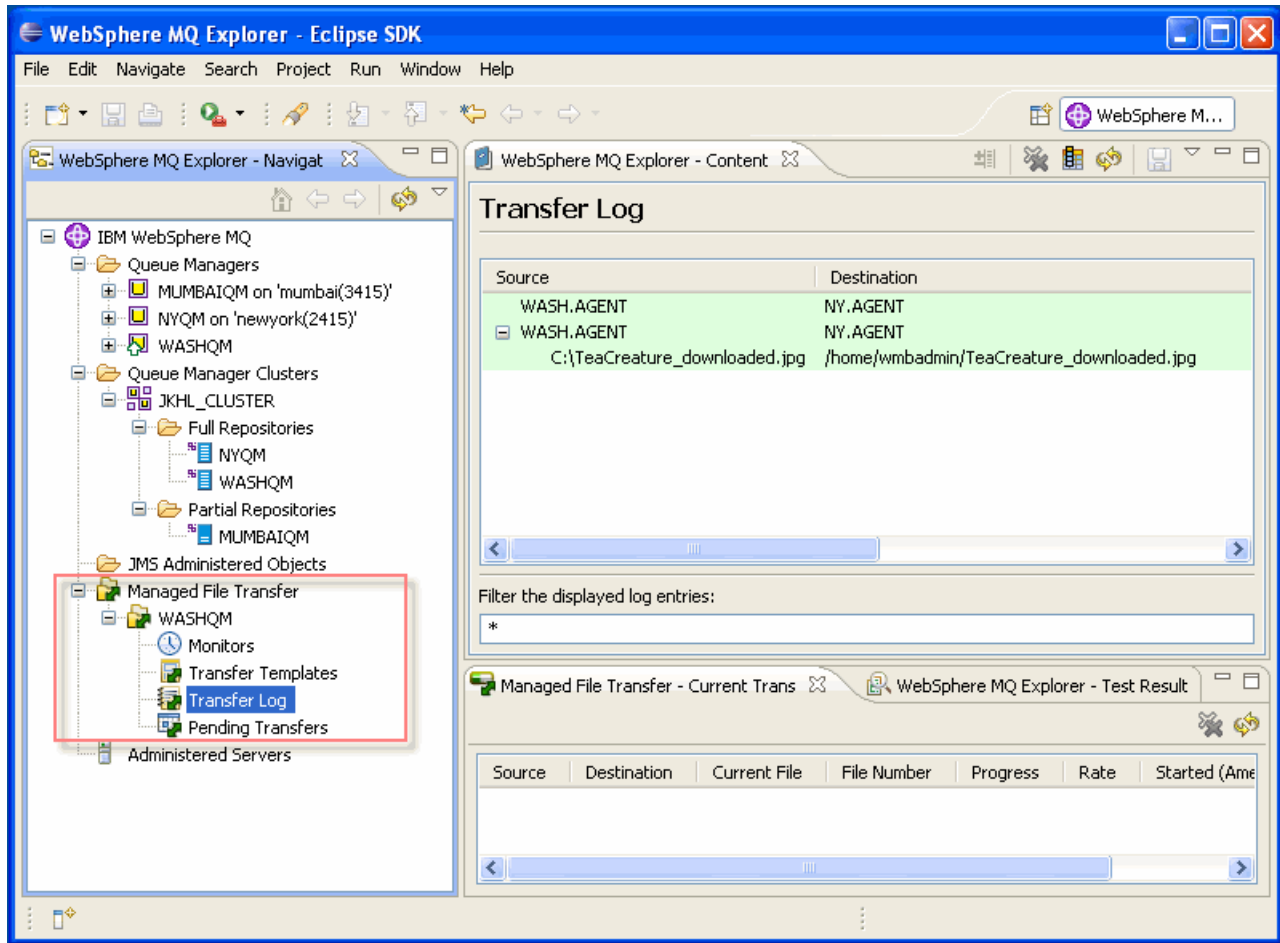 WebSphere MQ Explorer - Eclipse SDK
File Edit Navigate Search Project Run Window Help
WebSphere M...
WebSphere MQ Explorer - Navigat
IBM WebSphere MQ
Queue Managers
MUMBAIQM on 'mumbai(3415)'
NYQM on 'newyork(2415)'
WASHQM
Queue Manager Clusters
JKHL_CLUSTER
Full Repositories
NYQM
WASHQM
Partial Repositories
MUMBAIQM
JMS Administered Objects
Managed File Transfer
WASHQM
Monitors
Transfer Templates
Transfer Log
Pending Transfers
Administered Servers
WebSphere MQ Explorer - Content
Transfer Log
Source Destination
WASH.AGENT NY.AGENT
WASH.AGENT NY.AGENT
C:\TeaCreature_downloaded.jpg /home/wmbadmin/TeaCreature_downloaded.jpg
Filter the displayed log entries:
*
Managed File Transfer - Current Trans WebSphere MQ Explorer - Test Result
Source Destination Current File File Number Progress Rate Started (Ame